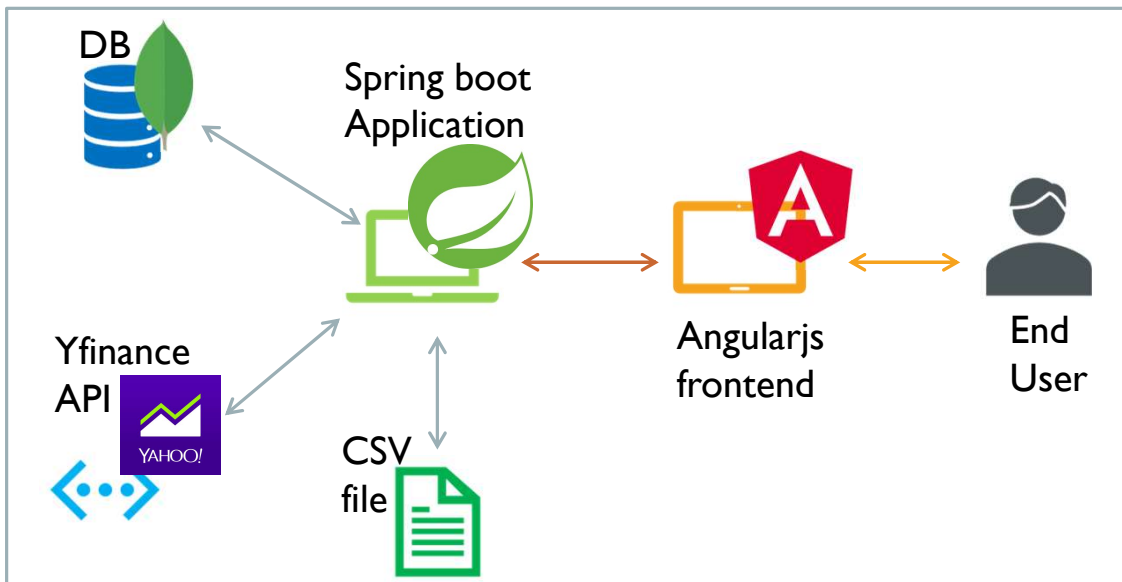 DB
Spring boot
Application
A
Yfinance
API
YAHOO!
CSV
file
Angularjs
frontend
End
User